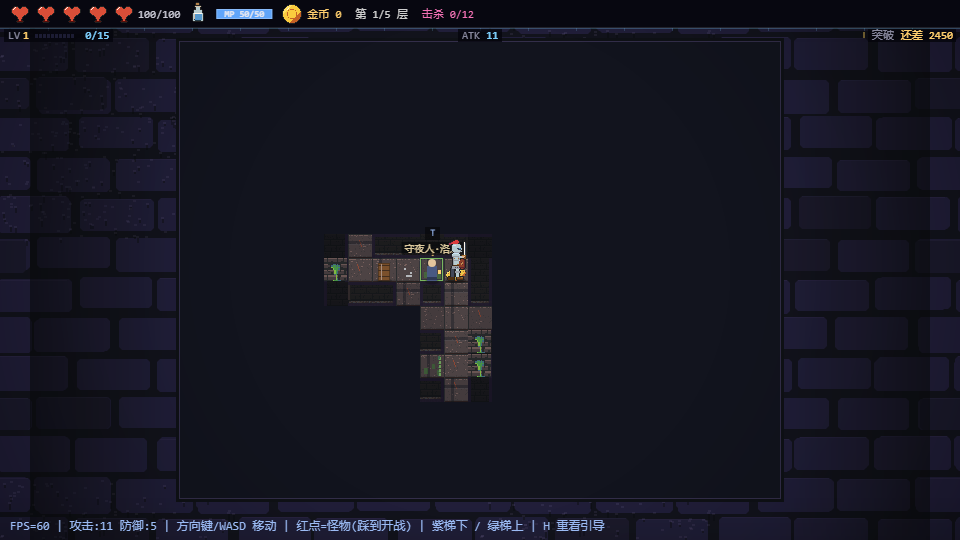 100/100 MP 50/50 金币 0 第 1/5 层 击杀 0/12
LV 1 0/15 ATK 11 突破 还差 2450
T
守夜人·洛
FPS=60 | 攻击:11 防御:5 | 方向键/WASD 移动 | 红点=怪物(踩到开战) | 紫梯下 / 绿梯上 | H 重看引导